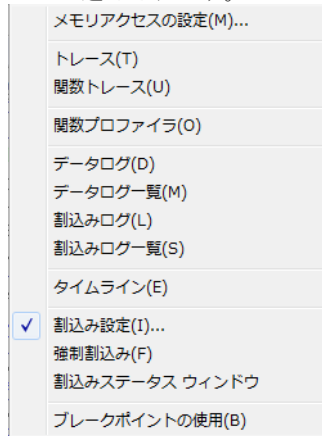 メモリアクセスの設定(M)...
トレース(T)
関数トレース(U)
関数プロファイラ(O)
データログ(D)
データログ一覧(M)
割込みログ(L)
割込みログ一覧(S)
タイムライン(E)
割込み設定(I)...
強制割込み(F)
割込みステータス ウィンドウ
ブレークポイントの使用(B)